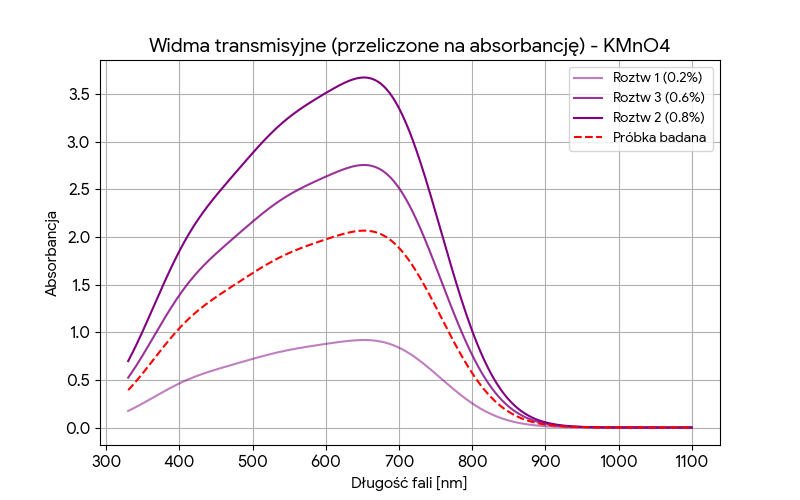 Widma transmisyjne (przeliczone na absorbancję) - KMnO4
Roztw 1 (0.2%)
Roztw 3 (0.6%)
Roztw 2 (0.8%)
Próbka badana
Absorbancja
3.5
3.0
2.5
2.0
1.5
1.0
0.5
0.0
300 400 500 600 700 800 900 1000 1100
Długość fali [nm]